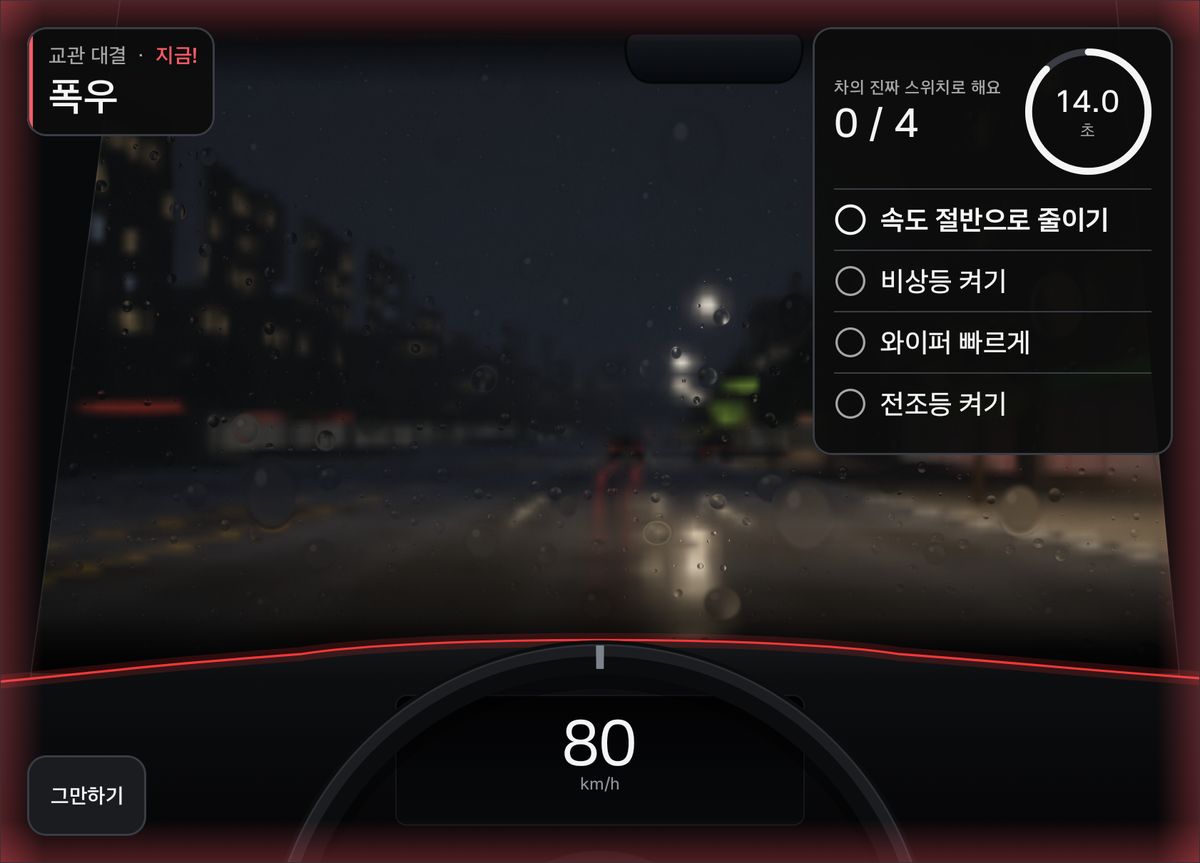 교관 대결 · 지금!
폭우
차의 진짜 스위치로 해요
0 / 4
14.0
초
속도 절반으로 줄이기
비상등 켜기
와이퍼 빠르게
전조등 켜기
80
km/h
그만하기